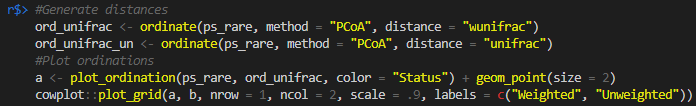 r$> #Generate distances
ord_unifrac <- ordinate(ps_rare, method = "PCoA", distance = "wunifrac")
ord_unifrac_un <- ordinate(ps_rare, method = "PCoA", distance = "unifrac")
#Plot ordinations
a <- plot_ordination(ps_rare, ord_unifrac, color = "Status") + geom_point(size = 2)
cowplot::plot_grid(a, b, nrow = 1, ncol = 2, scale = .9, labels = c("Weighted", "Unweighted"))